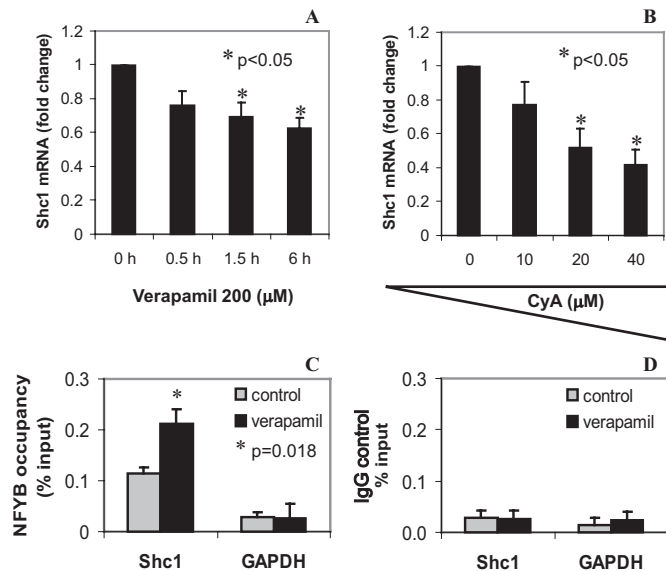 A
Shc1 mRNA (fold change)
1.2
1
0.8
0.6
0.4
0.2
0
* p<0.05
*
*
0 h 0.5 h 1.5 h 6 h
Verapamil 200 (µM)
B
Shc1 mRNA (fold change)
1.2
1
0.8
0.6
0.4
0.2
0
* p<0.05
*
*
0 10 20 40
CyA (µM)
C
NFYB occupancy
(% input)
0.3
0.2
0.1
0
*
control
verapamil
* p=0.018
Shc1 GAPDH
D
IgG control
% input
0.3
0.2
0.1
0.0
control
verapamil
Shc1 GAPDH